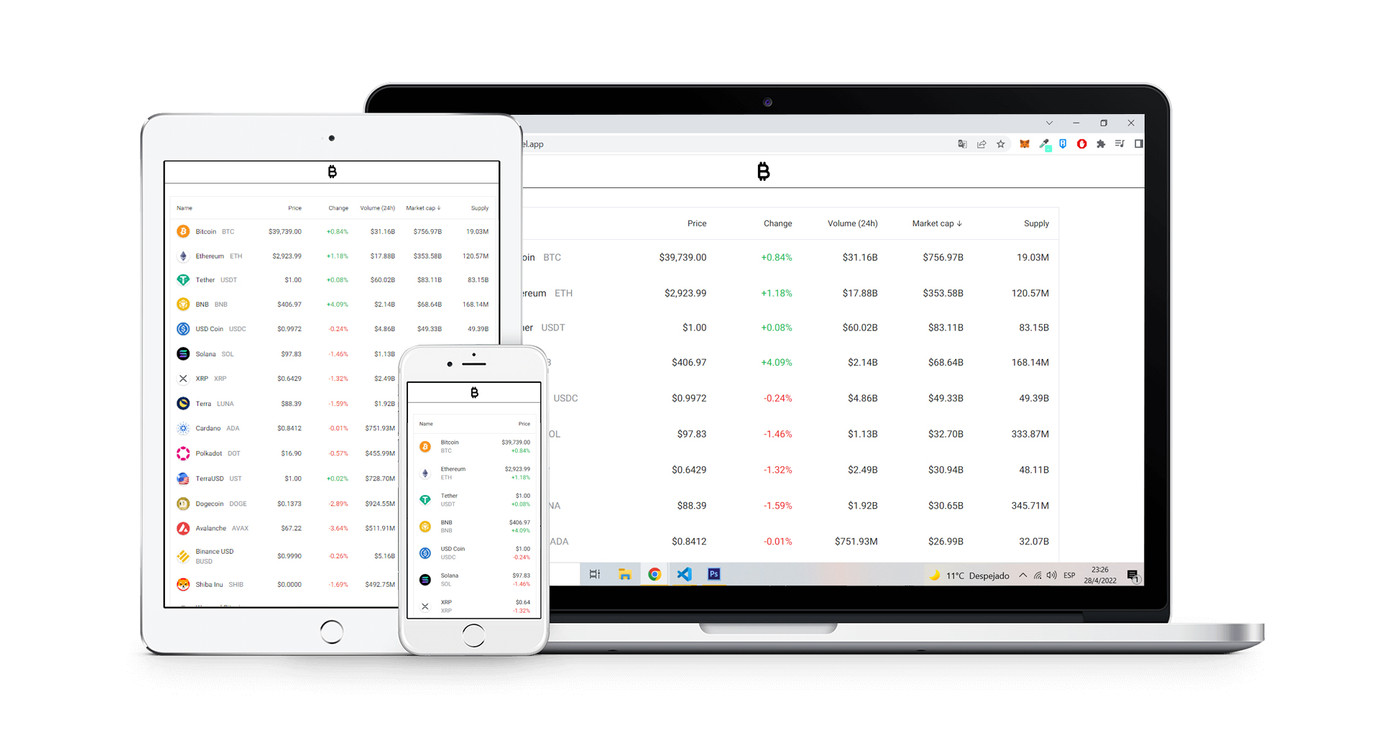 Name Price Change Volume (24h) Market cap ↓ Supply
Bitcoin BTC $39,739.00 +0.84% $31.16B $756.97B 19.03M
Ethereum ETH $2,923.99 +1.18% $17.88B $353.58B 120.57M
Tether USDT $1.00 +0.08% $60.02B $83.11B 83.15B
BNB BNB $406.97 +4.09% $2.14B $68.64B 168.14M
USD Coin USDC $0.9972 -0.24% $4.86B $49.33B 49.39B
Solana SOL $97.83 -1.46% $1.13B
XRP XRP $0.6429 -1.32% $2.49B
Terra LUNA $88.39 -1.59% $1.92B
Cardano ADA $0.8412 -0.01% $751.93M
Polkadot DOT $16.90 -0.57% $455.99M
TerraUSD UST $1.00 +0.02% $728.70M
Dogecoin DOGE $0.1373 -2.89% $924.55M
Avalanche AVAX $67.22 -3.64% $511.91M
Binance USD
BUSD $0.9990 -0.26% $5.16B
Shiba Inu SHIB $0.0000 -1.69% $492.75M
Name Price
Bitcoin $39,739.00
BTC +0.84%
Ethereum $2,923.99
ETH +1.18%
Tether $1.00
USDT +0.08%
BNB $406.97
BNB +4.09%
USD Coin $1.00
USDC -0.24%
Solana $97.83
SOL -1.46%
XRP $0.64
XRP -1.32%
el.app
Price Change Volume (24h) Market cap ↓ Supply
oin BTC $39,739.00 +0.84% $31.16B $756.97B 19.03M
ereum ETH $2,923.99 +1.18% $17.88B $353.58B 120.57M
her USDT $1.00 +0.08% $60.02B $83.11B 83.15B
B $406.97 +4.09% $2.14B $68.64B 168.14M
USDC $0.9972 -0.24% $4.86B $49.33B 49.39B
OL $97.83 -1.46% $1.13B $32.70B 333.87M
$0.6429 -1.32% $2.49B $30.94B 48.11B
NA $88.39 -1.59% $1.92B $30.65B 345.71M
ADA $0.8412 -0.01% $751.93M $26.99B 32.07B
Ps 11°C Despejado ESP 23:26
28/4/2022 1